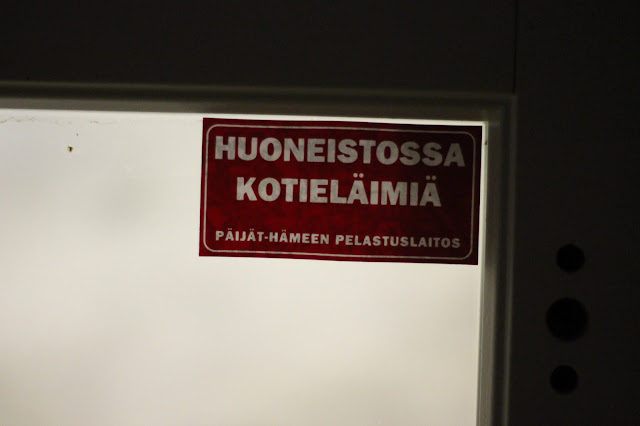 HUONEISTOSSA
KOTIELÄIMIÄ
PÄIJÄT-HÄMEEN PELASTUSLAITOS